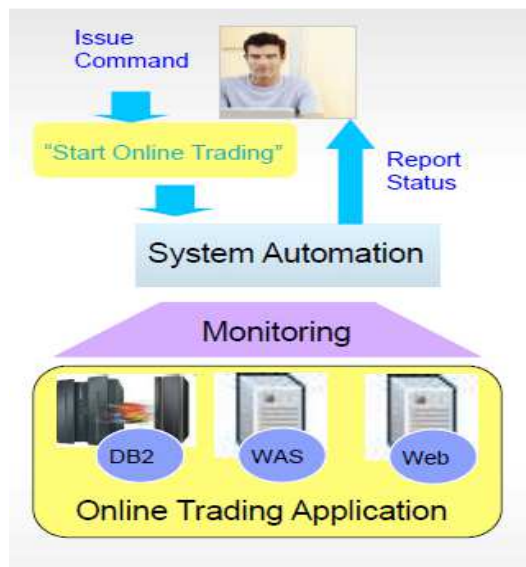 Issue
Command
"Start Online Trading"
Report
Status
System Automation
Monitoring
DB2
WAS
Web
Online Trading Application